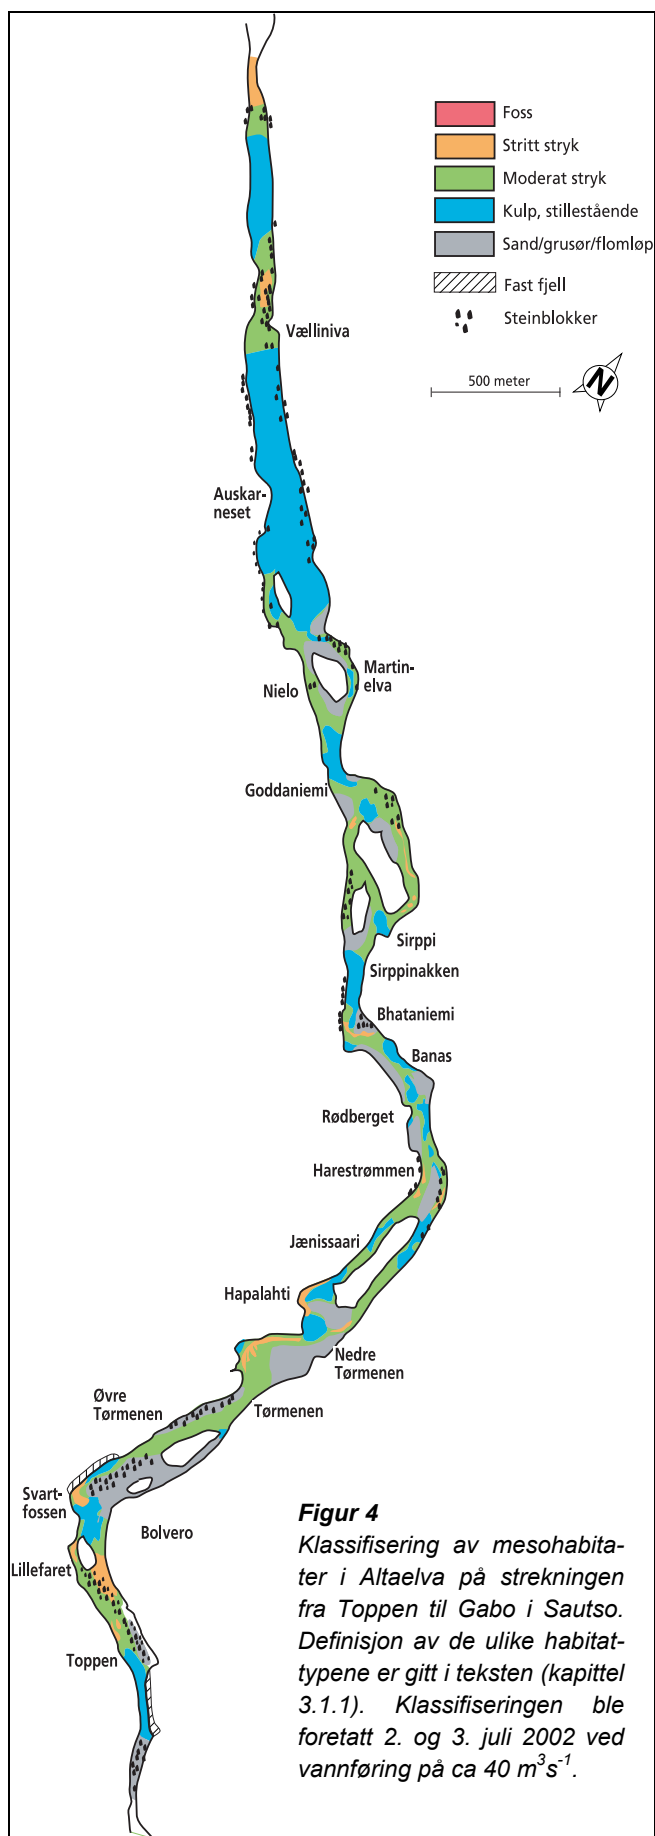 Foss
Stritt stryk
Moderat stryk
Kulp, stillestående
Sand/grusør/flomløp
Fast fjell
Steinblokker
500 meter
N
Vælliniva
Auskar-
neset
Martin-
elva
Nielo
Goddaniemi
Sirppi
Sirppinakken
Bhataniemi
Banas
Rødberget
Harestrømmen
Jænissaari
Hapalahti
Nedre
Tørmenen
Øvre
Tørmenen
Tørmenen
Svart-
fossen
Bolvero
Lillefaret
Toppen
Figur 4
Klassifisering av mesohabita-
ter i Altaelva på strekningen
fra Toppen til Gabo i Sautso.
Definisjon av de ulike habitat-
typene er gitt i teksten (kapittel
3.1.1). Klassifiseringen ble
foretatt 2. og 3. juli 2002 ved
vannføring på ca 40 m³s⁻¹.